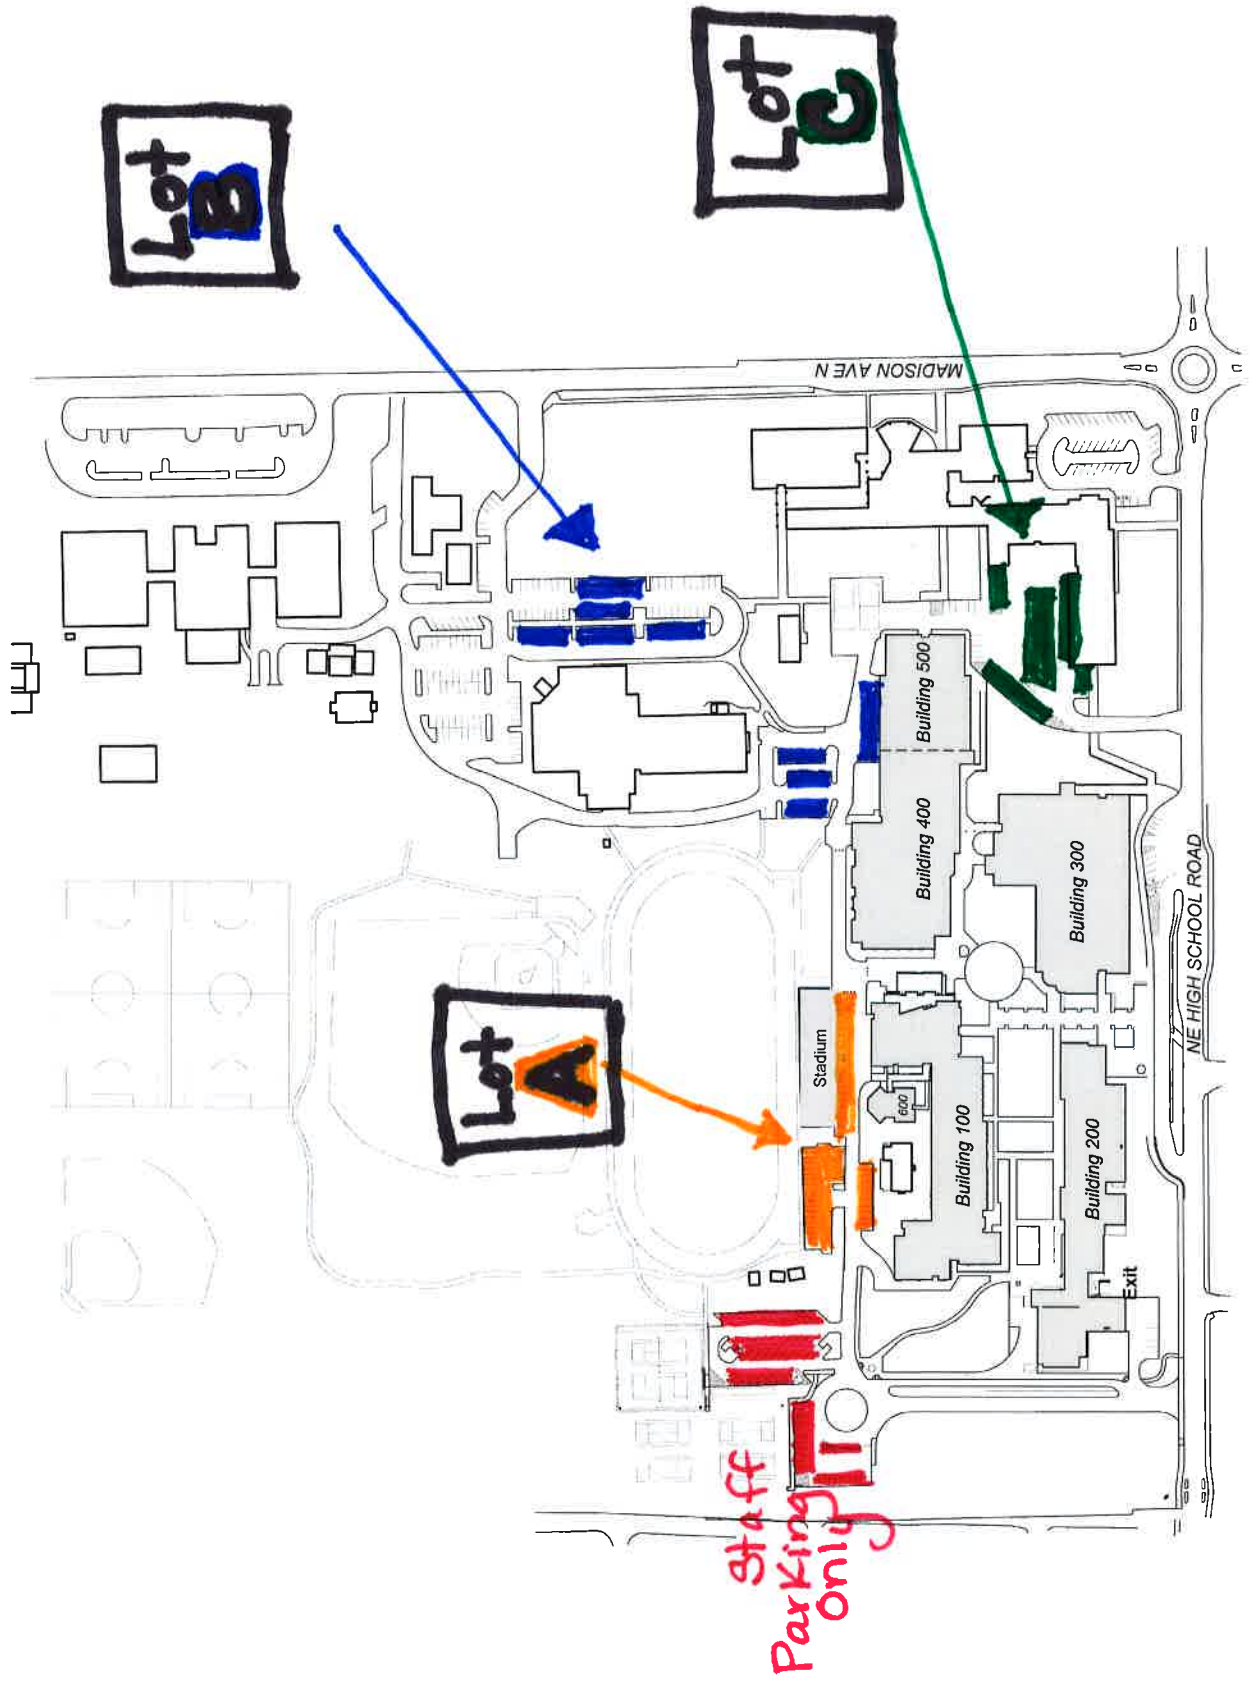 Lot
B
Lot
C
MADISON AVE N
Building 500
Building 400
Building 300
NE HIGH SCHOOL ROAD
Lot
A
Stadium
600
Building 100
Building 200
Exit
Staff
Parking
Only